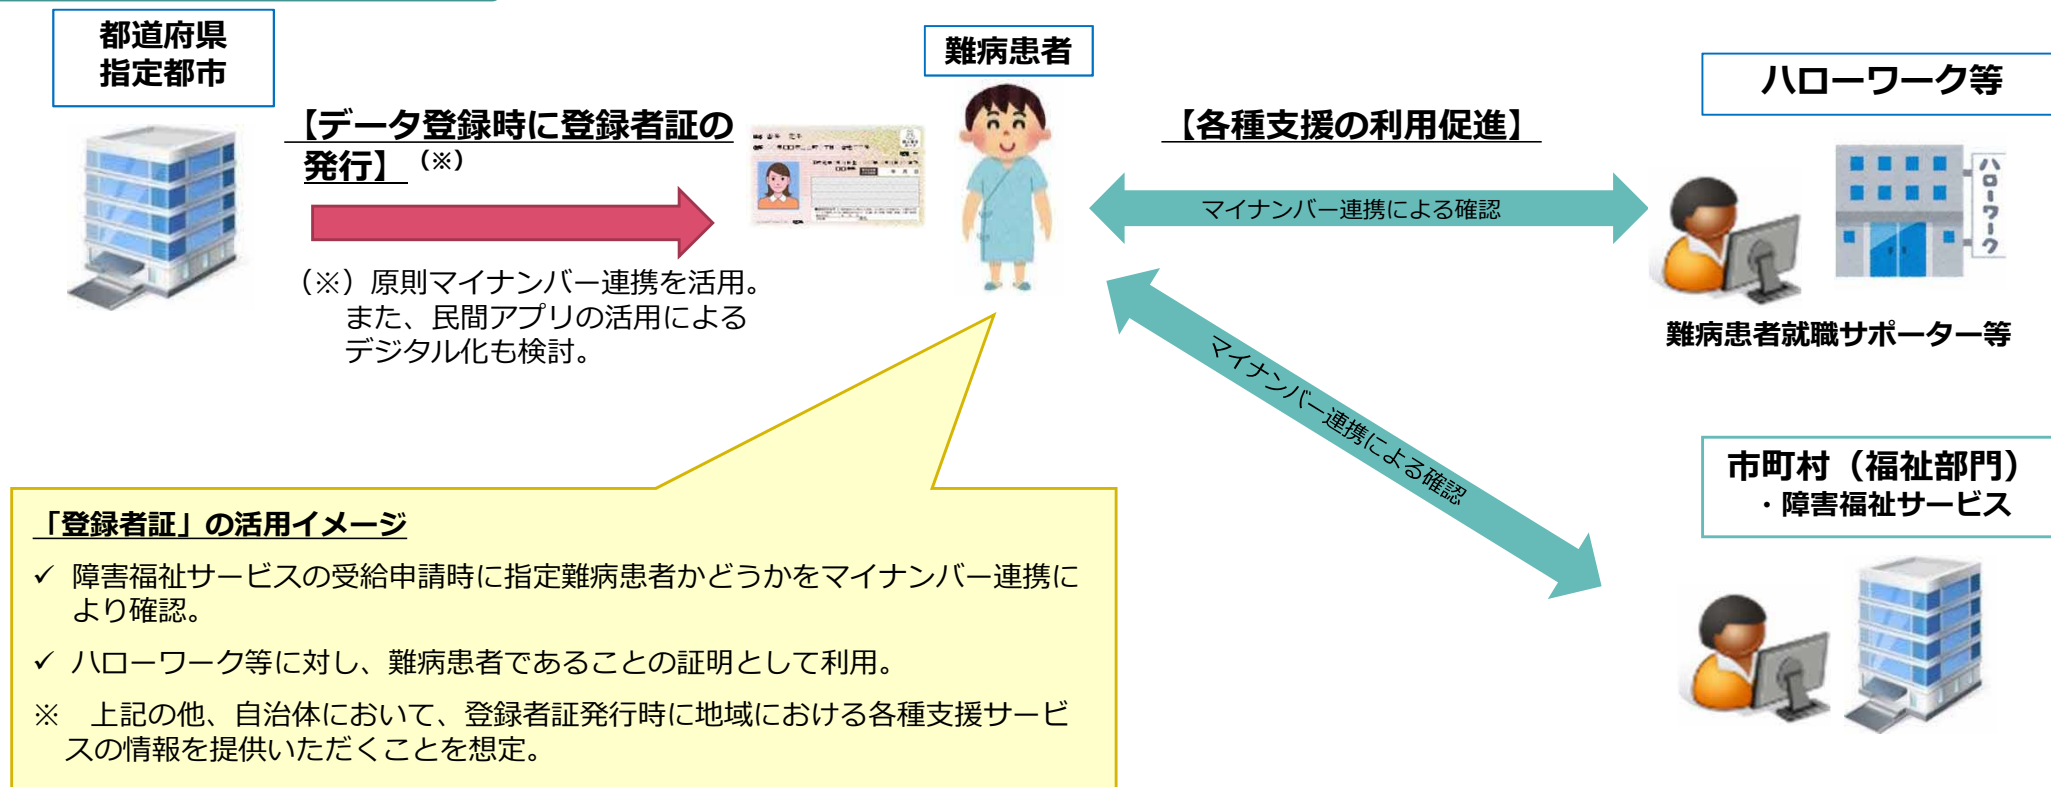 都道府県
指定都市
難病患者
ハローワーク等
【データ登録時に登録者証の
発行】（※）
【各種支援の利用促進】
マイナンバー連携による確認
ハローワーク
（※）原則マイナンバー連携を活用。
また、民間アプリの活用による
デジタル化も検討。
難病患者就職サポーター等
マイナンバー連携による確認
市町村（福祉部門）
・障害福祉サービス
「登録者証」の活用イメージ
✓ 障害福祉サービスの受給申請時に指定難病患者かどうかをマイナンバー連携に
より確認。
✓ ハローワーク等に対し、難病患者であることの証明として利用。
※　上記の他、自治体において、登録者証発行時に地域における各種支援サービ
スの情報を提供いただくことを想定。